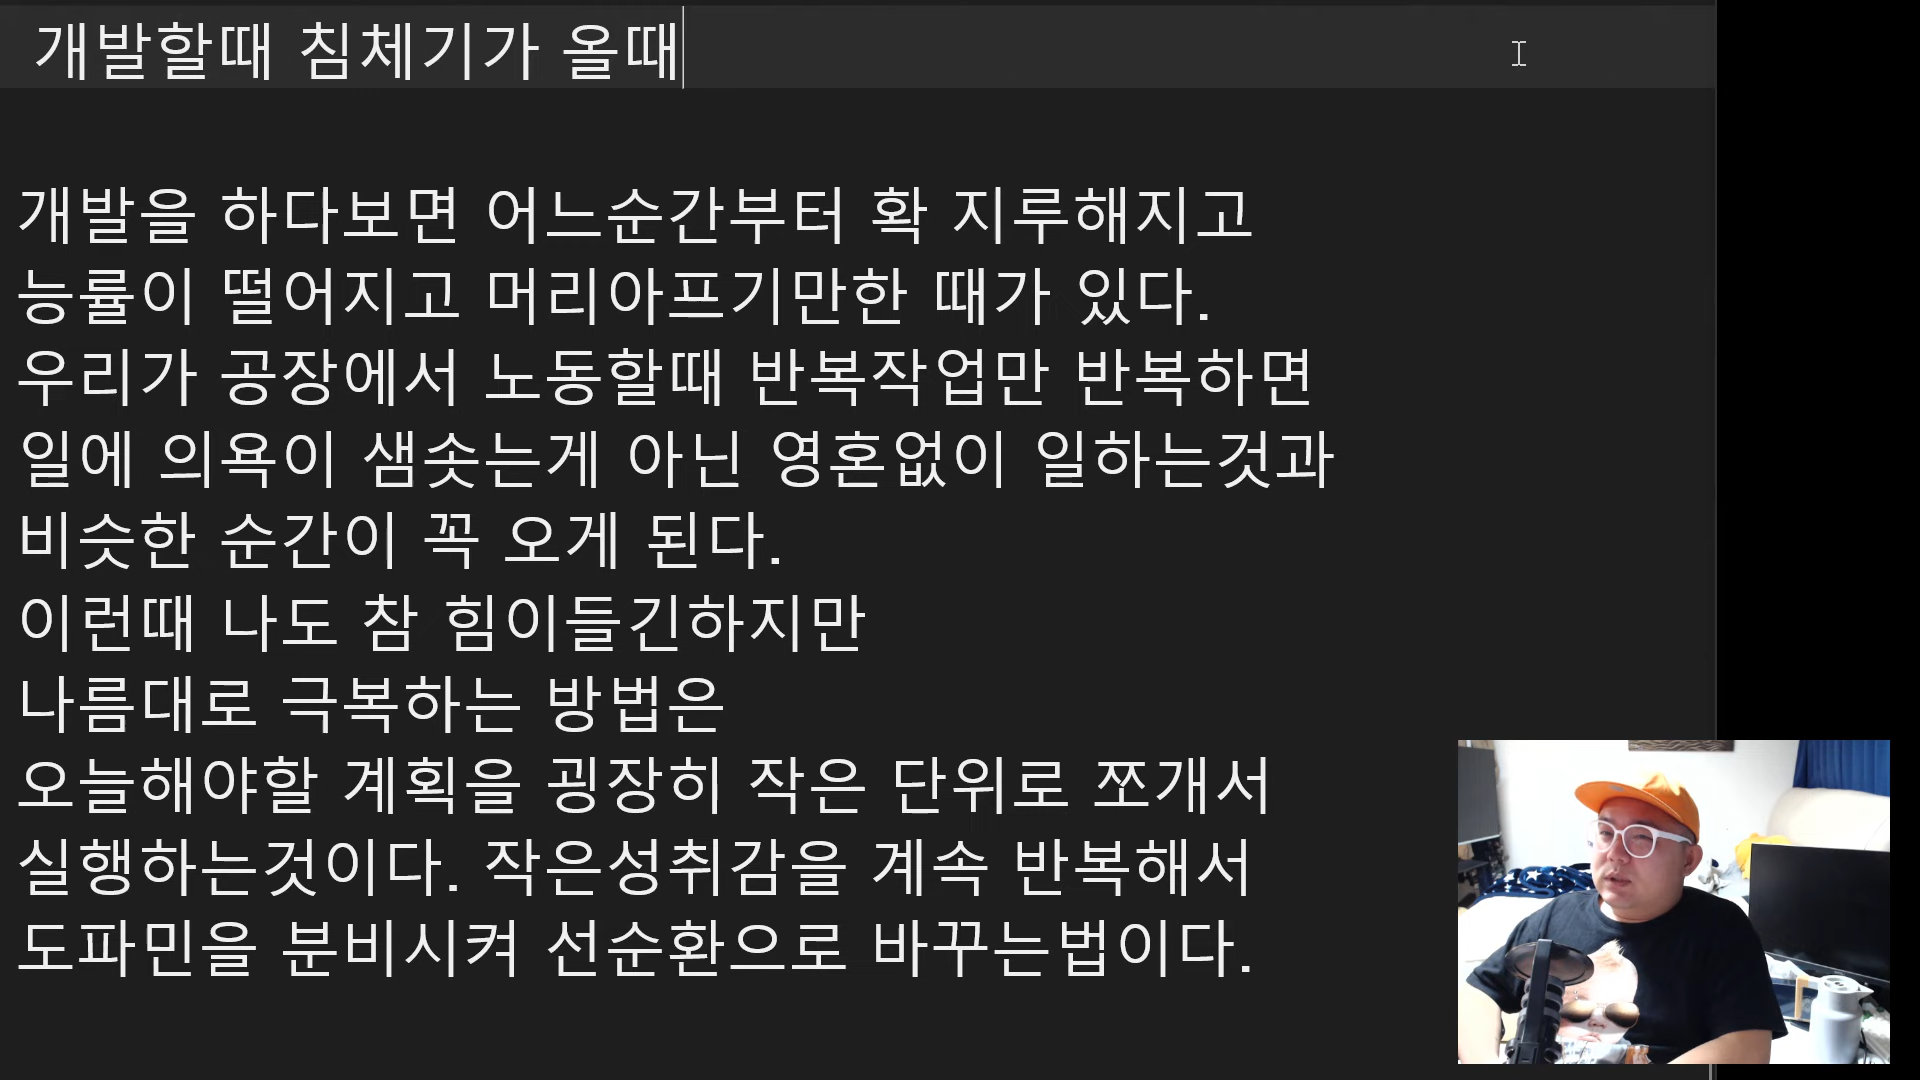 개발할때 침체기가 올때
개발을 하다보면 어느순간부터 확 지루해지고
능률이 떨어지고 머리아프기만한 때가 있다.
우리가 공장에서 노동할때 반복작업만 반복하면
일에 의욕이 샘솟는게 아닌 영혼없이 일하는것과
비슷한 순간이 꼭 오게 된다.
이런때 나도 참 힘이들긴하지만
나름대로 극복하는 방법은
오늘해야할 계획을 굉장히 작은 단위로 쪼개서
실행하는것이다. 작은성취감을 계속 반복해서
도파민을 분비시켜 선순환으로 바꾸는법이다.